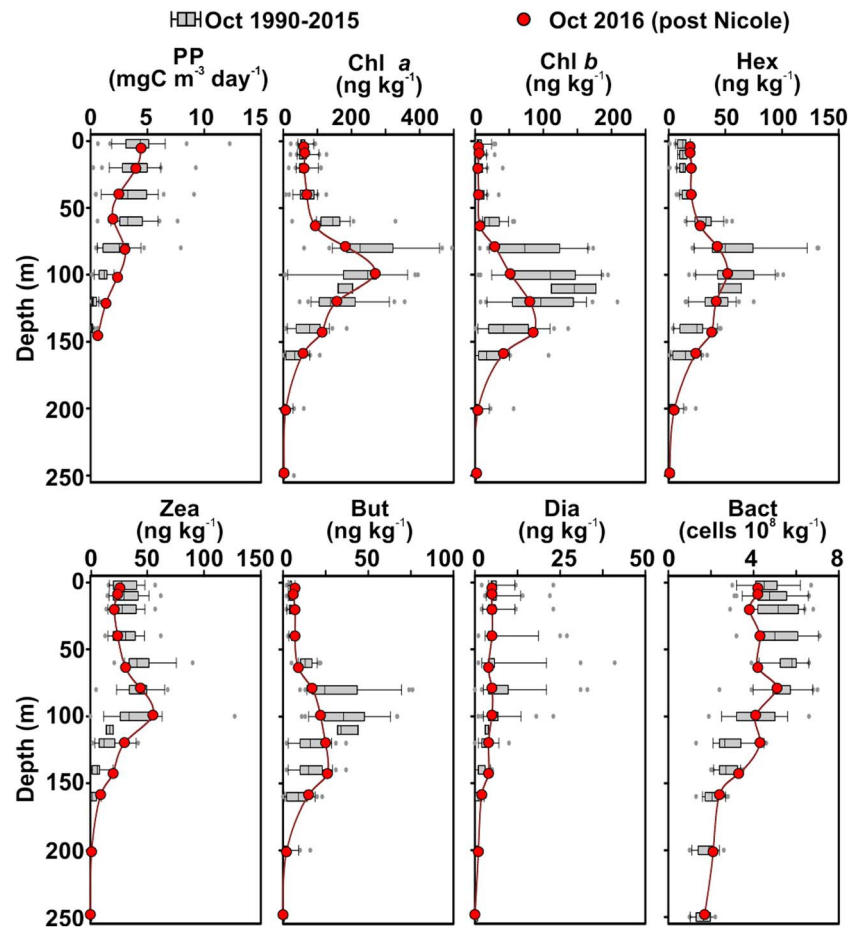 Oct 1990-2015 Oct 2016 (post Nicole)
PP Chl a Chl b Hex
(mgC m⁻³ day⁻¹) (ng kg⁻¹) (ng kg⁻¹) (ng kg⁻¹)
0 5 10 15 0 200 400 0 100 200 0 50 100 150
0
50
100
150
200
250
Depth (m)
Zea But Dia Bact
(ng kg⁻¹) (ng kg⁻¹) (ng kg⁻¹) (cells 10⁸ kg⁻¹)
0 50 100 150 0 50 100 0 25 50 0 2 4 6 8
0
50
100
150
200
250
Depth (m)